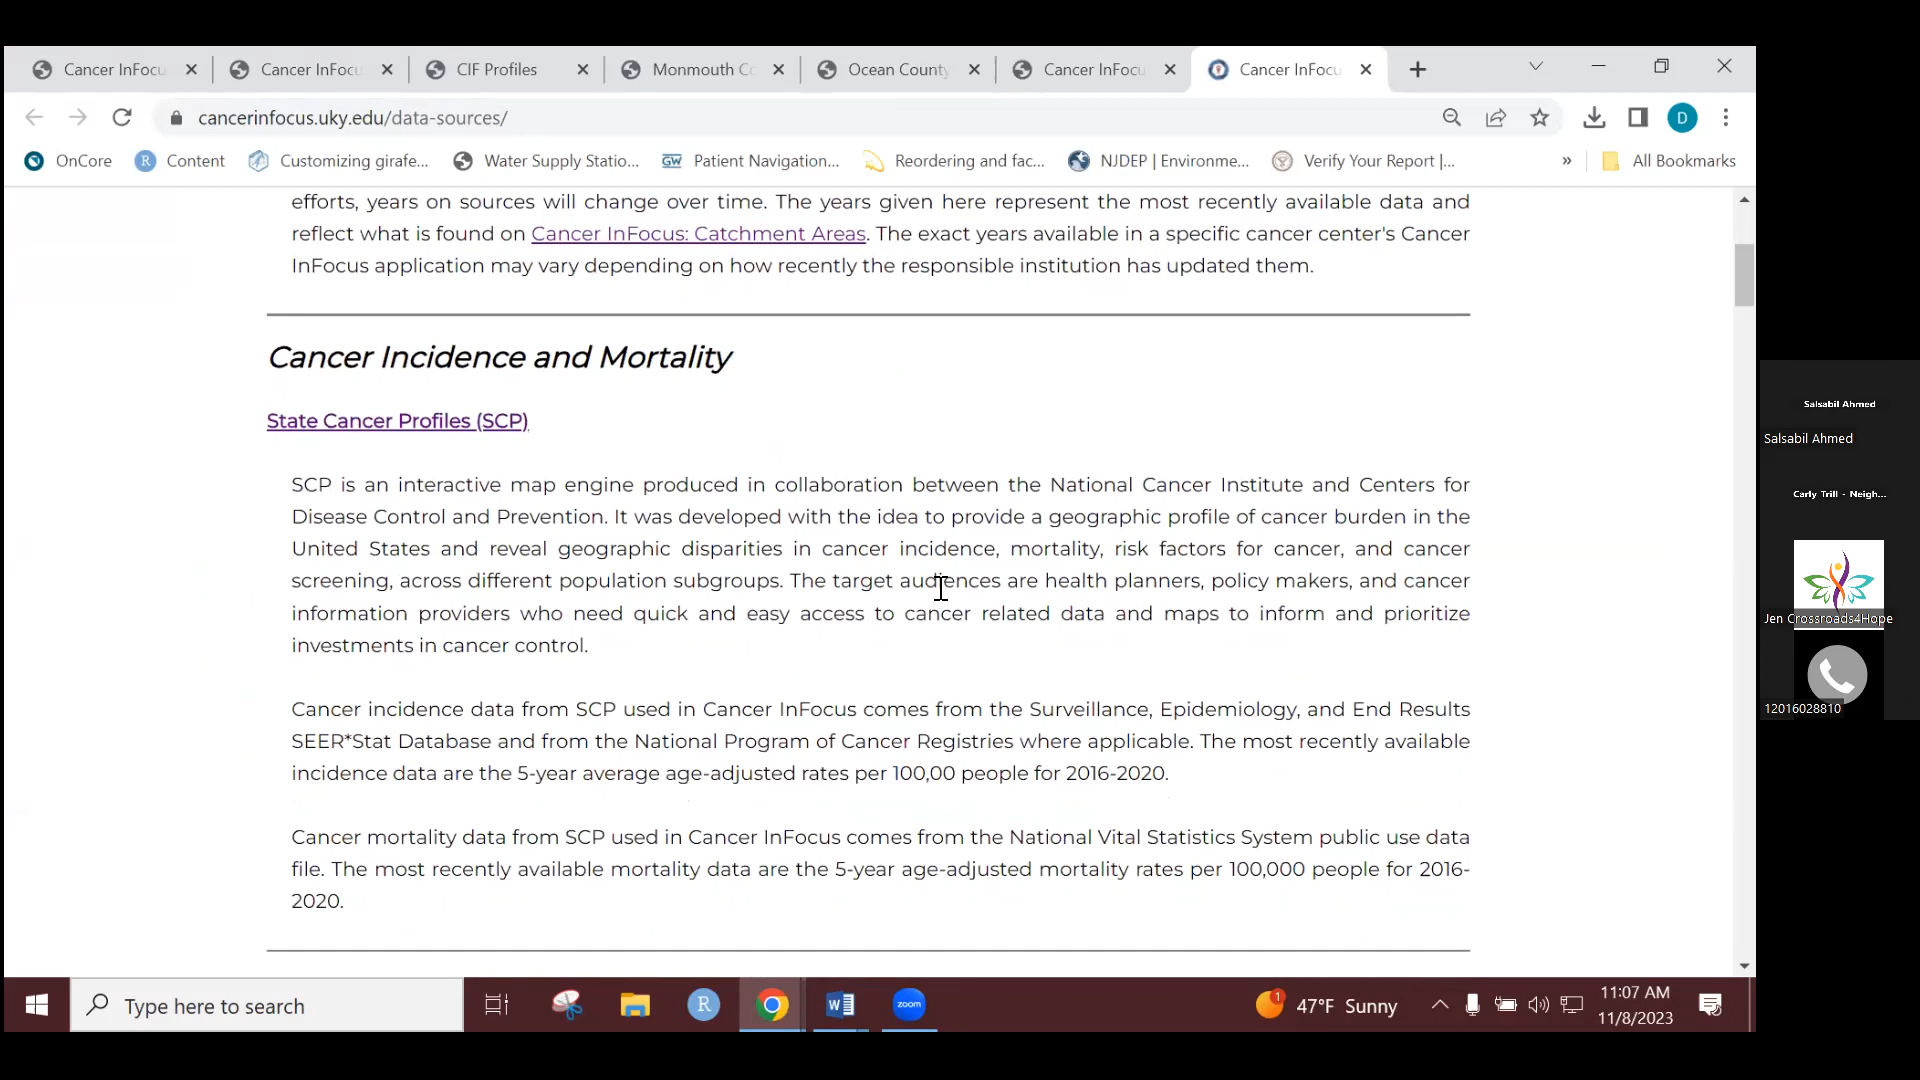 Cancer InFocu
Cancer InFocu
CIF Profiles
Monmouth Co
Ocean County
Cancer InFocu
Cancer InFocu
cancerinfocus.uky.edu/data-sources/
D
OnCore
R Content
Customizing girafe...
Water Supply Statio...
GW Patient Navigation...
Reordering and fac...
NJDEP | Environme...
Verify Your Report |...
» All Bookmarks
efforts, years on sources will change over time. The years given here represent the most recently available data and
reflect what is found on Cancer InFocus: Catchment Areas. The exact years available in a specific cancer center's Cancer
InFocus application may vary depending on how recently the responsible institution has updated them.
Cancer Incidence and Mortality
State Cancer Profiles (SCP)
SCP is an interactive map engine produced in collaboration between the National Cancer Institute and Centers for
Disease Control and Prevention. It was developed with the idea to provide a geographic profile of cancer burden in the
United States and reveal geographic disparities in cancer incidence, mortality, risk factors for cancer, and cancer
screening, across different population subgroups. The target audiences are health planners, policy makers, and cancer
information providers who need quick and easy access to cancer related data and maps to inform and prioritize
investments in cancer control.
Cancer incidence data from SCP used in Cancer InFocus comes from the Surveillance, Epidemiology, and End Results
SEER*Stat Database and from the National Program of Cancer Registries where applicable. The most recently available
incidence data are the 5-year average age-adjusted rates per 100,00 people for 2016-2020.
Cancer mortality data from SCP used in Cancer InFocus comes from the National Vital Statistics System public use data
file. The most recently available mortality data are the 5-year age-adjusted mortality rates per 100,000 people for 2016-
2020.
Salsabil Ahmed
Salsabil Ahmed
Carly Trill - Neigh...
Jen Crossroads4Hope
12016028810
Type here to search
R
W
zoom
1
47°F Sunny
11:07 AM
11/8/2023